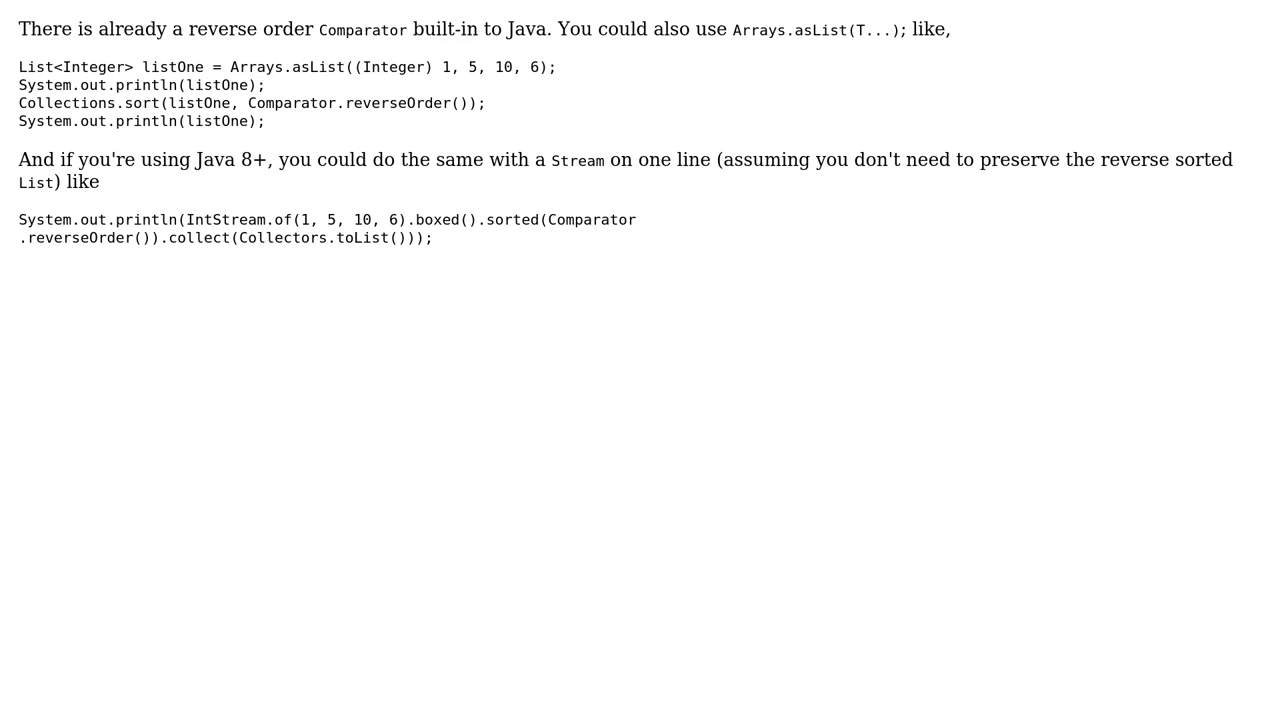 There is already a reverse order Comparator built-in to Java. You could also use Arrays.asList(T...); like,
List<Integer> listOne = Arrays.asList((Integer) 1, 5, 10, 6);
System.out.println(listOne);
Collections.sort(listOne, Comparator.reverseOrder());
System.out.println(listOne);
And if you're using Java 8+, you could do the same with a Stream on one line (assuming you don't need to preserve the reverse sorted
List) like
System.out.println(IntStream.of(1, 5, 10, 6).boxed().sorted(Comparator
.reverseOrder()).collect(Collectors.toList()));